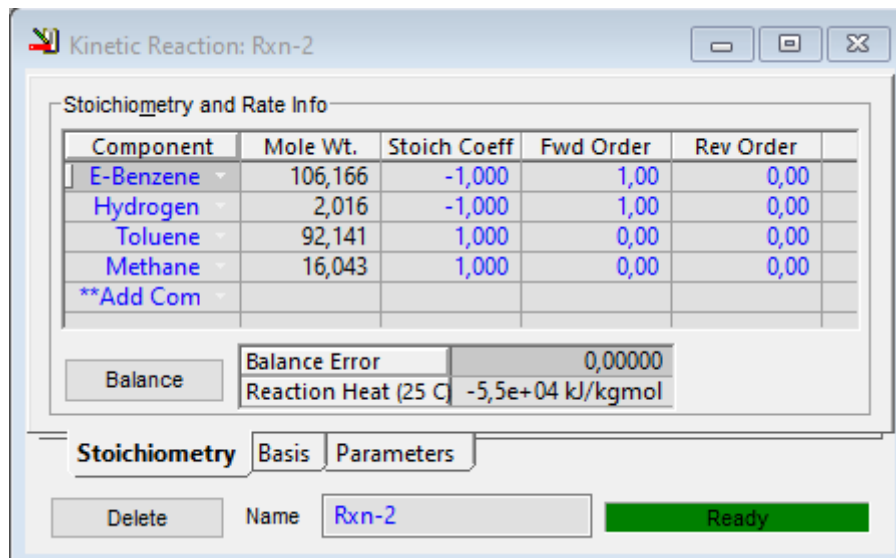 Kinetic Reaction: Rxn-2
Stoichiometry and Rate Info
Component Mole Wt. Stoich Coeff Fwd Order Rev Order
E-Benzene 106,166 -1,000 1,00 0,00
Hydrogen 2,016 -1,000 1,00 0,00
Toluene 92,141 1,000 0,00 0,00
Methane 16,043 1,000 0,00 0,00
**Add Com
Balance
Balance Error 0,00000
Reaction Heat (25 C) -5,5e+04 kJ/kgmol
Stoichiometry Basis Parameters
Delete Name Rxn-2 Ready